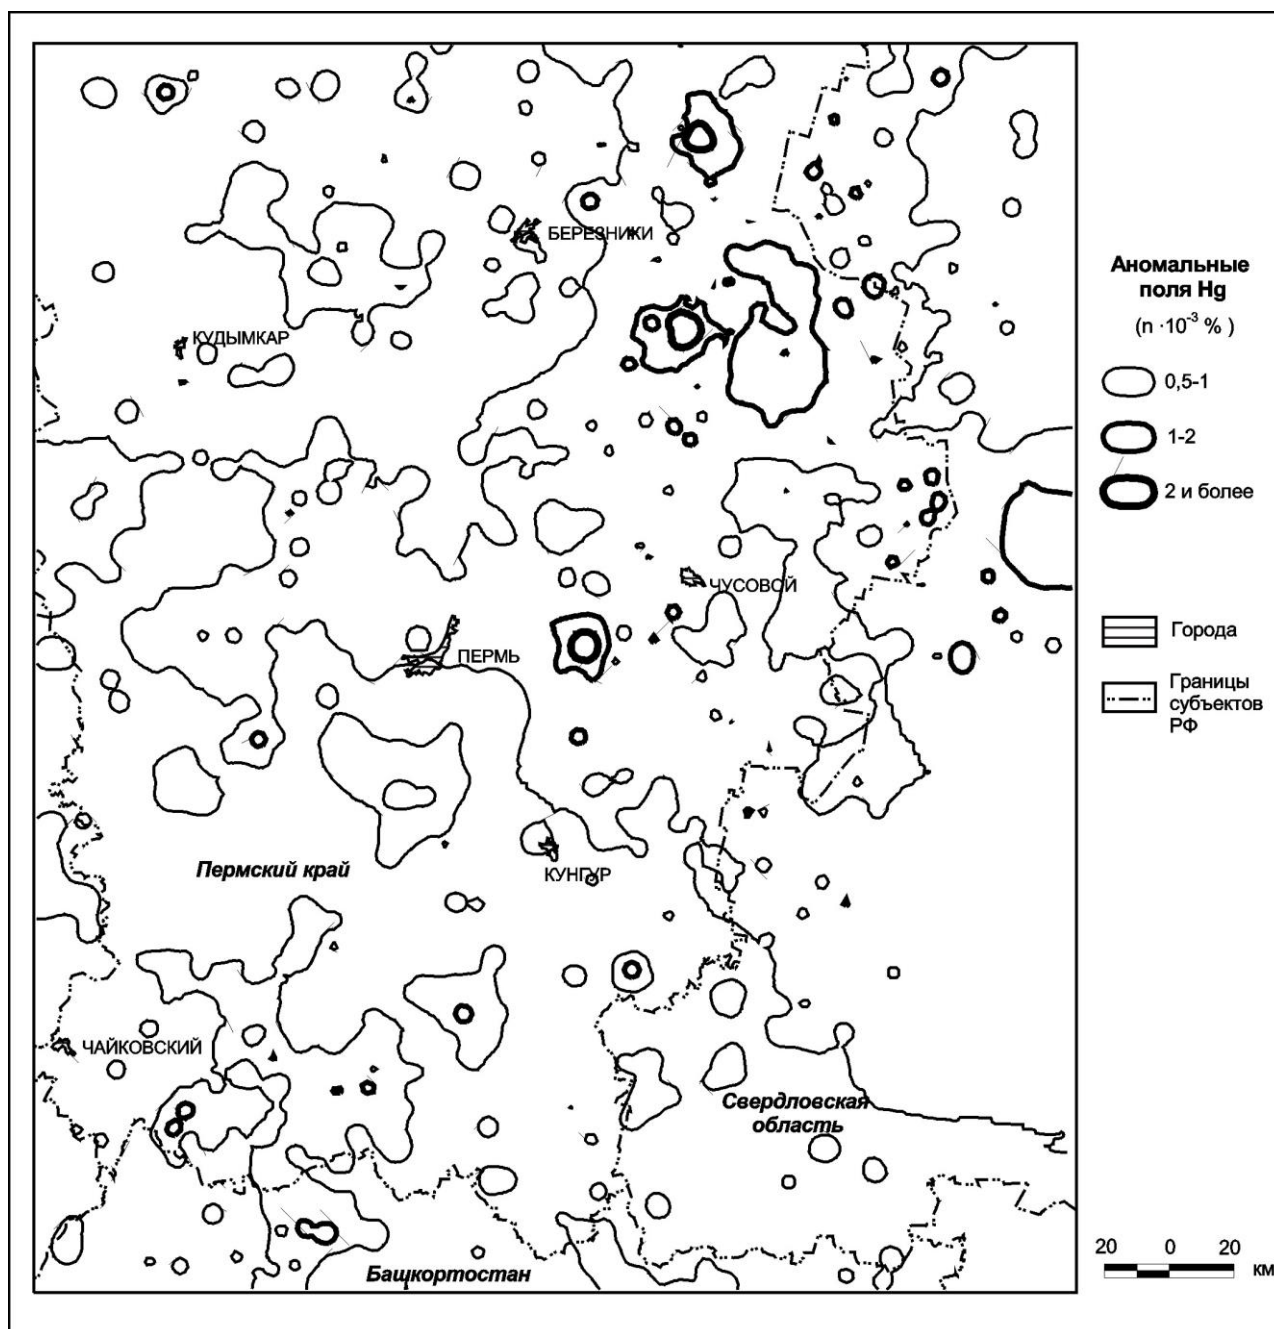 БЕРЕЗНИКИ
КУДЫМКАР
ЧУСОВОЙ
ПЕРМЬ
Пермский край
КУНГУР
ЧАЙКОВСКИЙ
Свердловская
область
Башкортостан
Аномальные
поля Hg
(n ·10⁻³ % )
0,5-1
1-2
2 и более
Города
Границы
субъектов
РФ
20 0 20
км